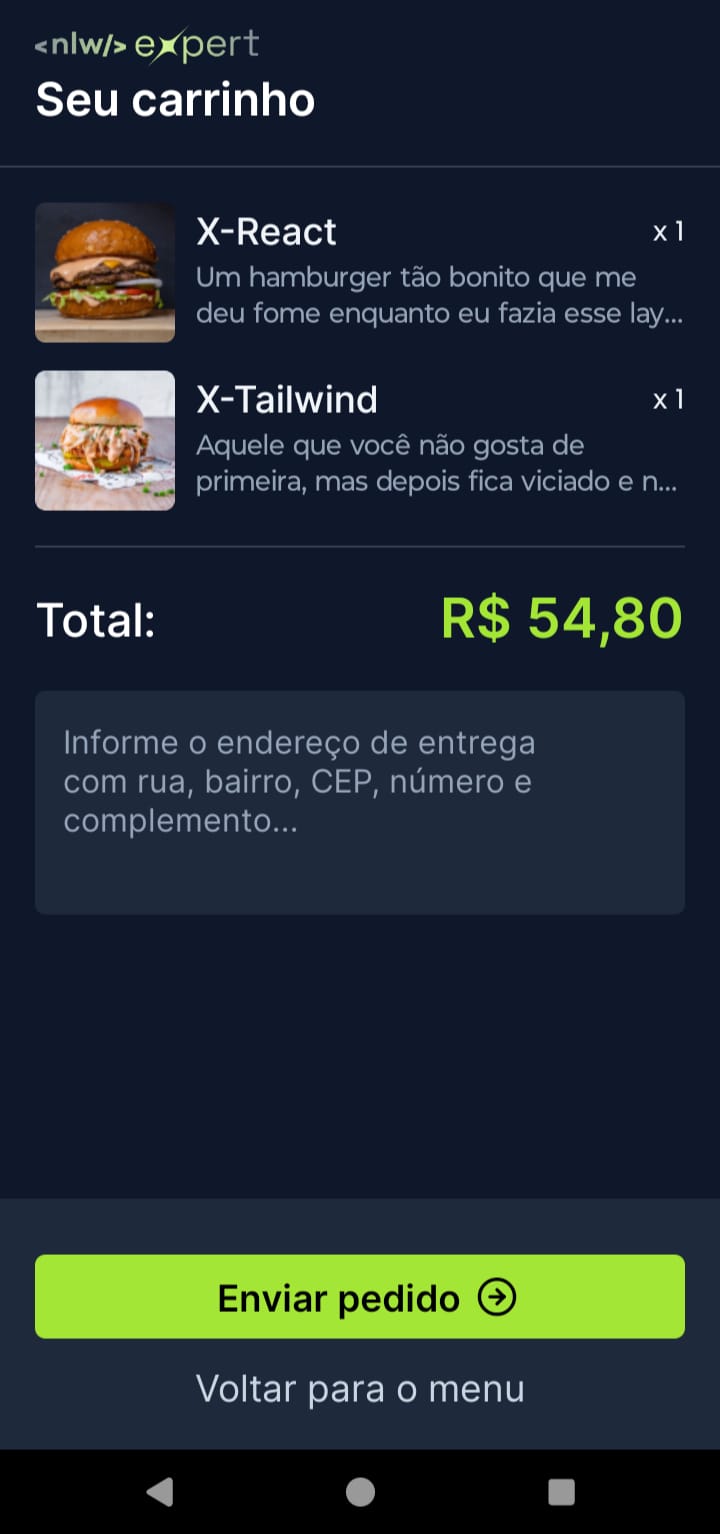 <nlw/> expert
Seu carrinho
X-React x 1
Um hamburger tão bonito que me
deu fome enquanto eu fazia esse lay...
X-Tailwind x 1
Aquele que você não gosta de
primeira, mas depois fica viciado e n...
Total: R$ 54,80
Informe o endereço de entrega
com rua, bairro, CEP, número e
complemento...
Enviar pedido
Voltar para o menu